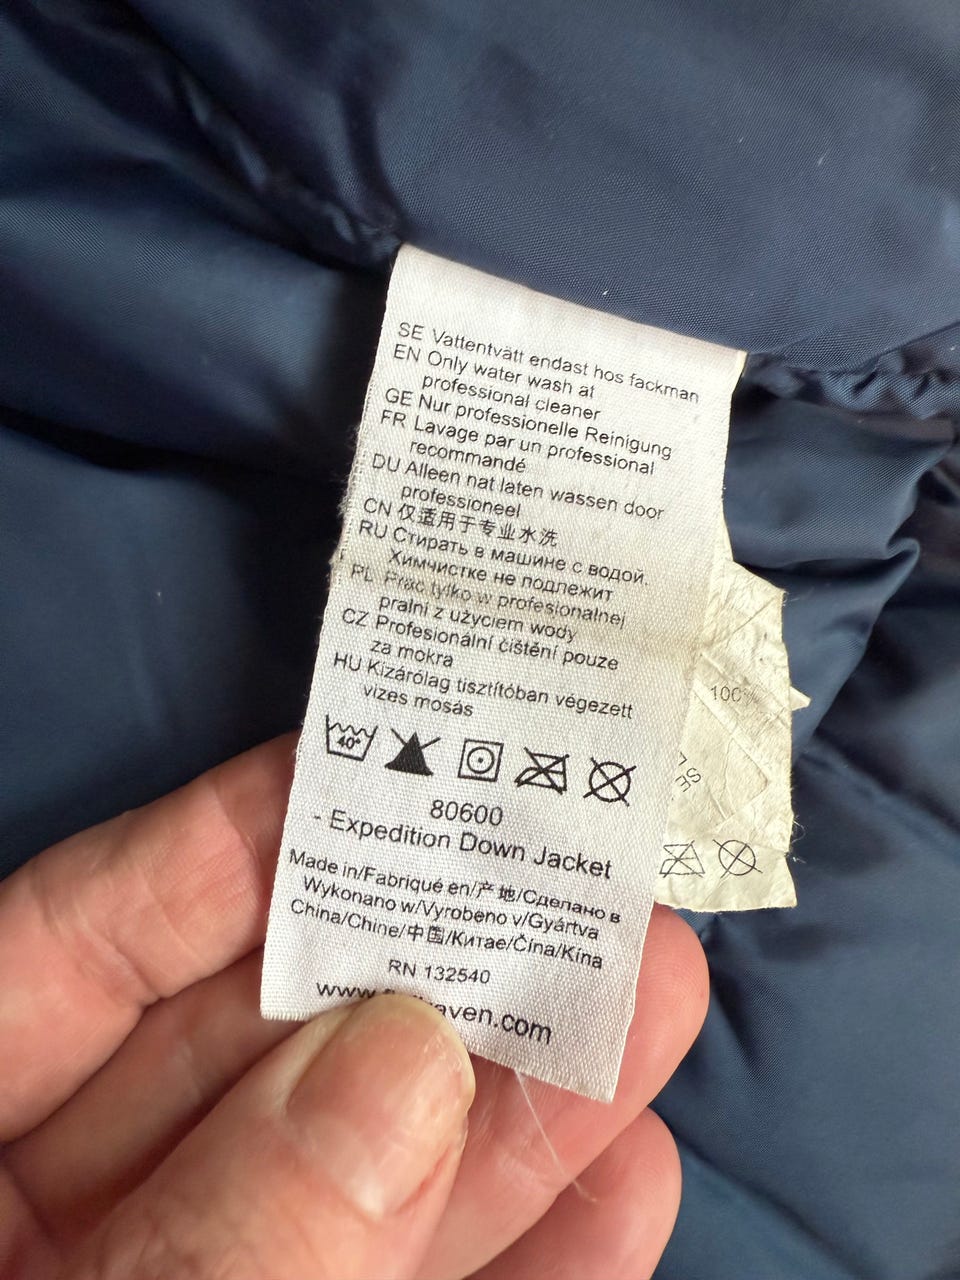 SE Vattentvätt endast hos fackman
EN Only water wash at
professional cleaner
GE Nur professionelle Reinigung
FR Lavage par un professional
recommandé
DU Alleen nat laten wassen door
professioneel
CN 仅适用于专业水洗
RU Стирать в машине с водой.
Химчистке не подлежит
PL Prac tylko w profesionalnej
pralni z użyciem wody
CZ Profesionální čištění pouze
za mokra
HU Kizárólag tisztítóban végezett
vizes mosás
40°
80600
- Expedition Down Jacket
Made in/Fabriqué en/产地/Сделано в
Wykonano w/Vyrobeno v/Gyártva
China/Chine/中国/Китае/Čína/Kína
RN 132540
100%
SE